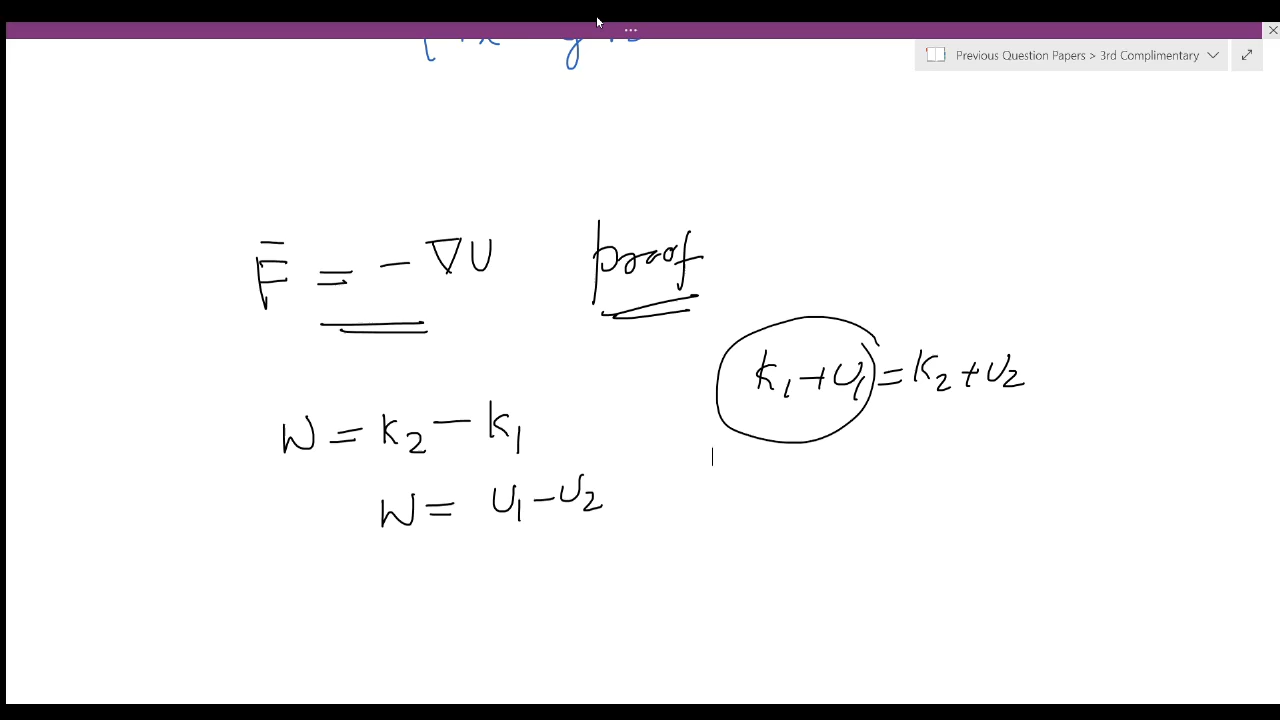 Previous Question Papers > 3rd Complimentary
F̄ = - ∇U proof
K₁+U₁ = K₂+U₂
W = K₂ - K₁
W = U₁-U₂